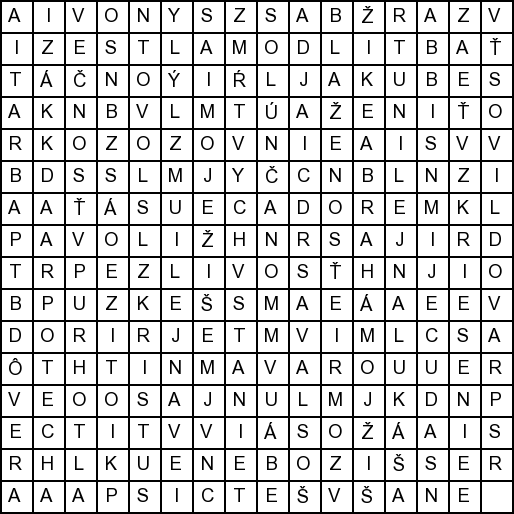 A I V O N Y S Z S A B Ž R A Z V
I Z E S T L A M O D L I T B A Ť
T Á Č N O Ý I Ŕ L J A K U B E S
A K N B V L M T Ú A Ž E N I Ť O
R K O Z O Z O V N I E A I S V V
B D S S L M J Y Č C N B L N Z I
A A Ť Á S U E C A D O R E M K L
P A V O L I Ž H N R S A J I R D
T R P E Z L I V O S Ť H N J I O
B P U Z K E Š S M A E Á A E E V
D O R I R J E T M V I M L C S A
Ô T H T I N M A V A R O U U E R
V E O O S A J N U L M J K D N P
E C T I T V V I Á S O Ž Á A I S
R H L K U E N E B O Z I Š S E R
A A A P S I C T E Š V Š A N E